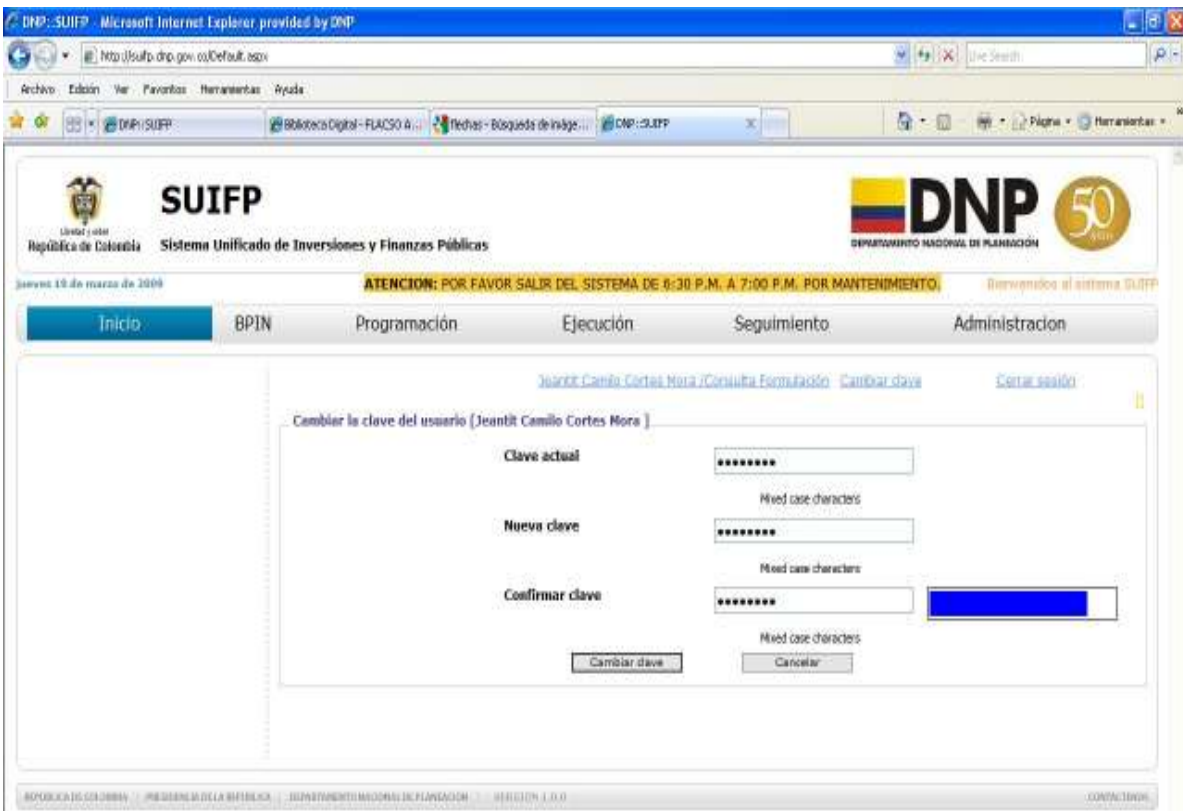 DNP::SUIFP - Microsoft Internet Explorer provided by DNP
http://suifp.dnp.gov.co/Default.aspx
Live Search
Archivo Edición Ver Favoritos Herramientas Ayuda
DNP::SUIFP
Biblioteca Digital - FLACSO A...
flechas - Búsqueda de imáge...
DNP::SUIFP
Página
Herramientas
SUIFP
Libertad y orden
República de Colombia
Sistema Unificado de Inversiones y Finanzas Públicas
DNP
DEPARTAMENTO NACIONAL DE PLANEACIÓN
50
AÑOS
jueves 19 de marzo de 2009
ATENCION: POR FAVOR SALIR DEL SISTEMA DE 6:30 P.M. A 7:00 P.M. POR MANTENIMIENTO.
Bienvenidos al sistema SUIFP
Inicio BPIN Programación Ejecución Seguimiento Administracion
Jeantit Camilo Cortes Mora /Consulta Formulación Cambiar clave Cerrar sesión
Cambiar la clave del usuario [Jeantit Camilo Cortes Mora ]
Clave actual ••••••••
Mixed case characters
Nueva clave ••••••••
Mixed case characters
Confirmar clave ••••••••
Mixed case characters
Cambiar clave Cancelar
REPÚBLICA DE COLOMBIA PRESIDENCIA DE LA REPÚBLICA DEPARTAMENTO NACIONAL DE PLANEACIÓN VERSION 1.0.0